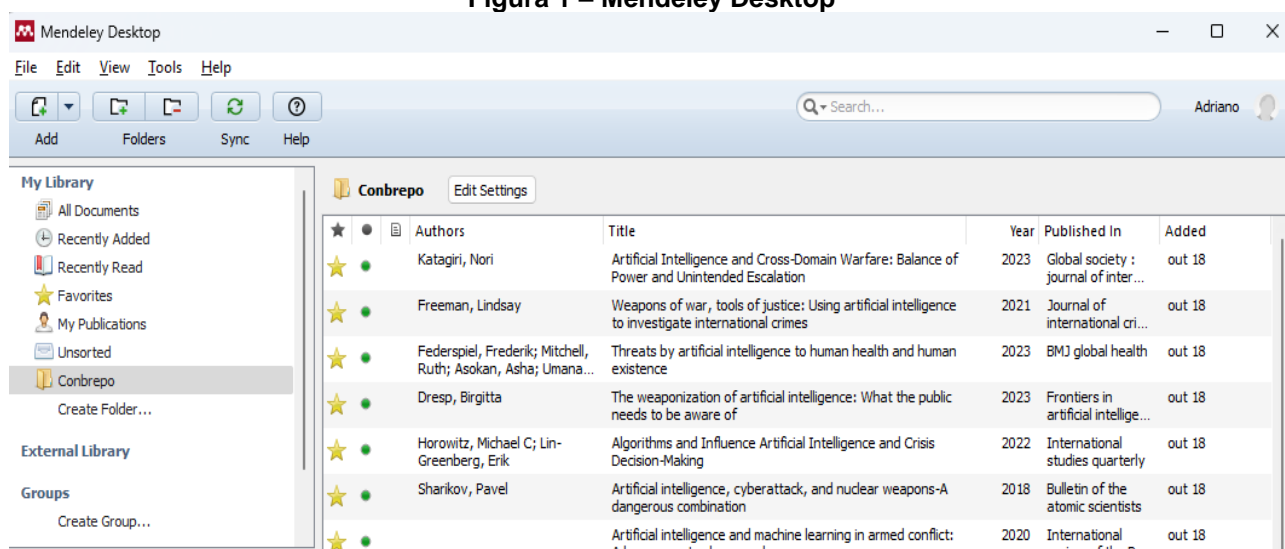 Figura 1 – Mendeley Desktop
Mendeley Desktop
File Edit View Tools Help
Search...
Adriano
Add Folders Sync Help
My Library
All Documents
Recently Added
Recently Read
Favorites
My Publications
Unsorted
Conbrepo
Create Folder...
External Library
Groups
Create Group...
Conbrepo Edit Settings
Authors Title Year Published In Added
Katagiri, Nori Artificial Intelligence and Cross-Domain Warfare: Balance of 2023 Global society : out 18
Power and Unintended Escalation journal of inter...
Freeman, Lindsay Weapons of war, tools of justice: Using artificial intelligence 2021 Journal of out 18
to investigate international crimes international cri...
Federspiel, Frederik; Mitchell, Threats by artificial intelligence to human health and human 2023 BMJ global health out 18
Ruth; Asokan, Asha; Umana... existence
Dresp, Birgitta The weaponization of artificial intelligence: What the public 2023 Frontiers in out 18
needs to be aware of artificial intellige...
Horowitz, Michael C; Lin- Algorithms and Influence Artificial Intelligence and Crisis 2022 International out 18
Greenberg, Erik Decision-Making studies quarterly
Sharikov, Pavel Artificial intelligence, cyberattack, and nuclear weapons-A 2018 Bulletin of the out 18
dangerous combination atomic scientists
Artificial intelligence and machine learning in armed conflict: 2020 International out 18